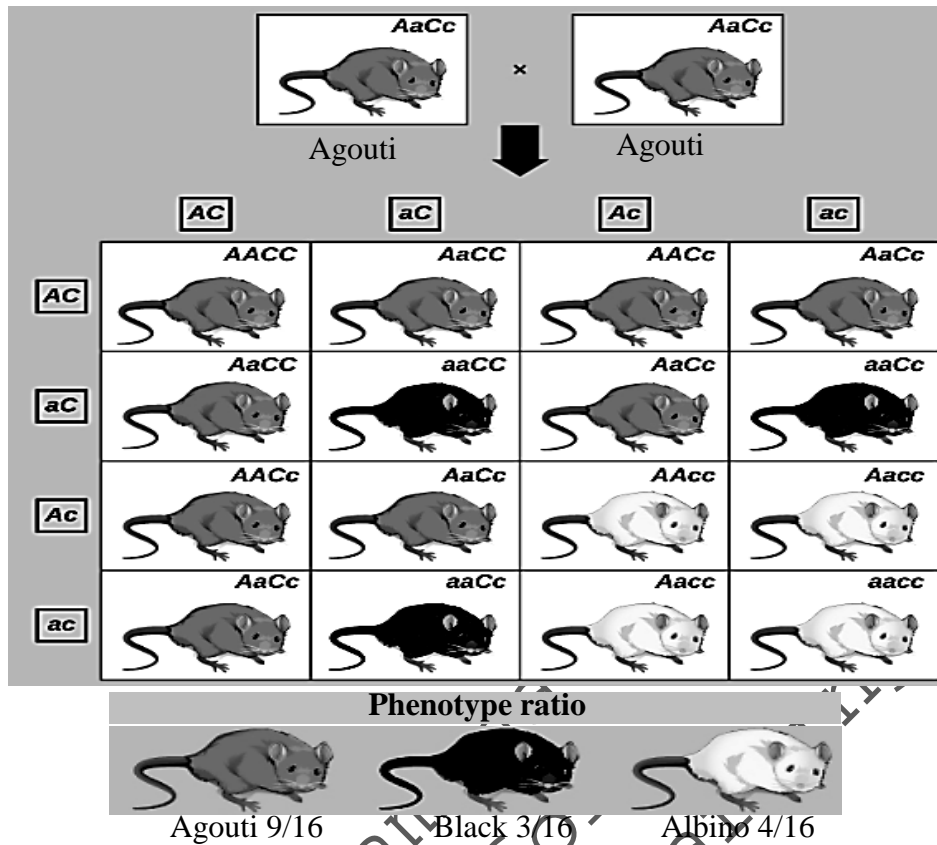 AaCc × AaCc
Agouti Agouti
AC aC Ac ac
AC AACC AaCC AACc AaCc
aC AaCC aaCC AaCc aaCc
Ac AACc AaCc AAcc Aacc
ac AaCc aaCc Aacc aacc
Phenotype ratio
Agouti 9/16 Black 3/16 Albino 4/16